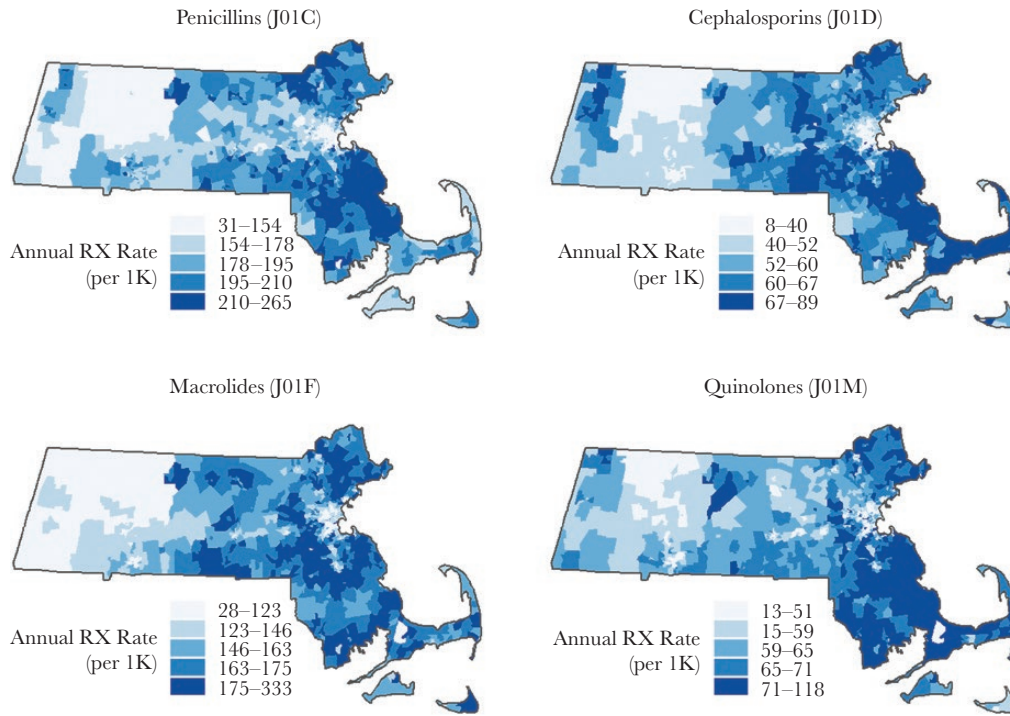 Penicillins (J01C)
Annual RX Rate
(per 1K)
31–154
154–178
178–195
195–210
210–265
Cephalosporins (J01D)
Annual RX Rate
(per 1K)
8–40
40–52
52–60
60–67
67–89
Macrolides (J01F)
Annual RX Rate
(per 1K)
28–123
123–146
146–163
163–175
175–333
Quinolones (J01M)
Annual RX Rate
(per 1K)
13–51
15–59
59–65
65–71
71–118